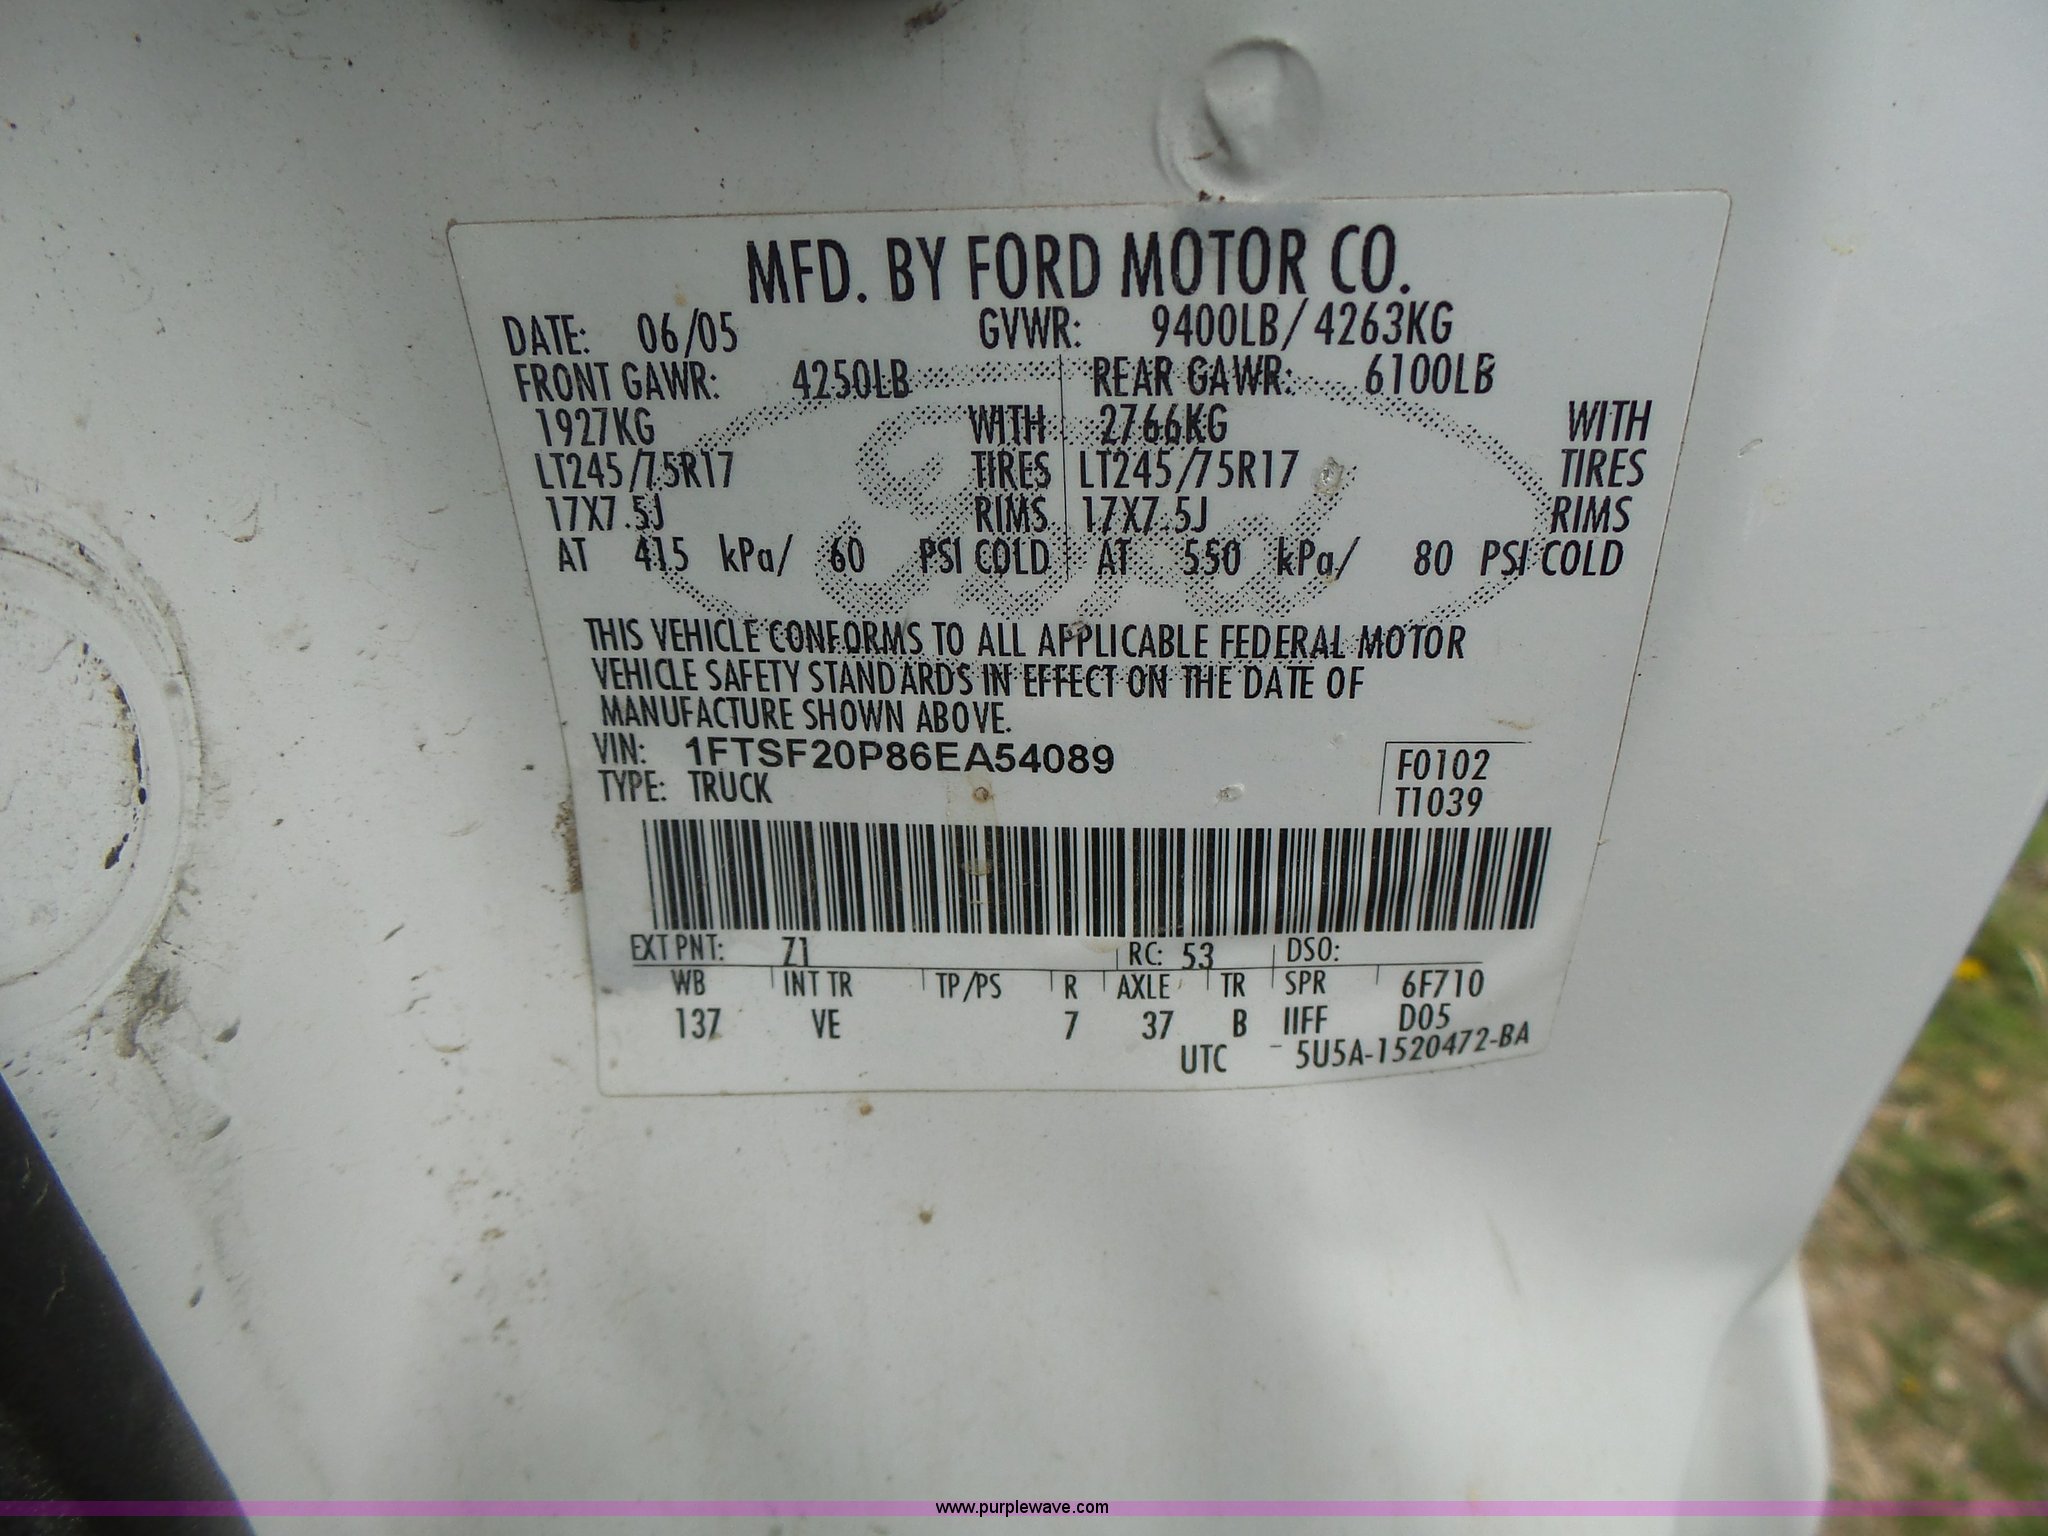 MFD. BY FORD MOTOR CO.
DATE: 06/05 GVWR: 9400LB/4263KG
FRONT GAWR: 4250LB REAR GAWR: 6100LB
1927KG WITH 2766KG WITH
LT245/75R17 TIRES LT245/75R17 TIRES
17X7.5J RIMS 17X7.5J RIMS
AT 415 kPa/ 60 PSI COLD AT 550 kPa/ 80 PSI COLD
THIS VEHICLE CONFORMS TO ALL APPLICABLE FEDERAL MOTOR
VEHICLE SAFETY STANDARDS IN EFFECT ON THE DATE OF
MANUFACTURE SHOWN ABOVE.
VIN: 1FTSF20P86EA54089 F0102
TYPE: TRUCK T1039
EXT PNT: Z1 RC: 53 DSO:
WB INT TR TP/PS R AXLE TR SPR 6F710
137 VE 7 37 B IIFF D05
UTC 5U5A-1520472-BA
www.purplewave.com